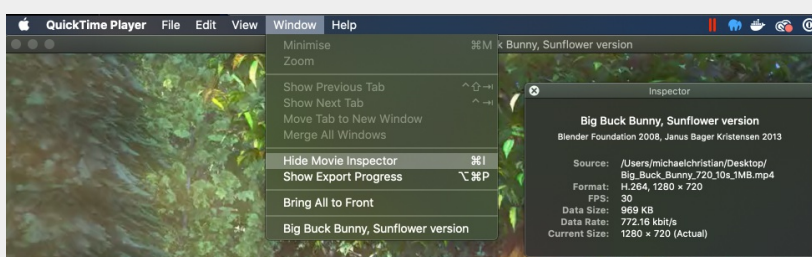 QuickTime Player File Edit View Window Help
k Bunny, Sunflower version
Minimise ⌘M
Zoom
Show Previous Tab ^⇧⇥
Show Next Tab ^⇥
Move Tab to New Window
Merge All Windows
Hide Movie Inspector ⌘I
Show Export Progress ⌥⌘P
Bring All to Front
Big Buck Bunny, Sunflower version
Inspector
Big Buck Bunny, Sunflower version
Blender Foundation 2008, Janus Bager Kristensen 2013
Source: /Users/michaelchristian/Desktop/
Big_Buck_Bunny_720_10s_1MB.mp4
Format: H.264, 1280 × 720
FPS: 30
Data Size: 969 KB
Data Rate: 772.16 kbit/s
Current Size: 1280 × 720 (Actual)